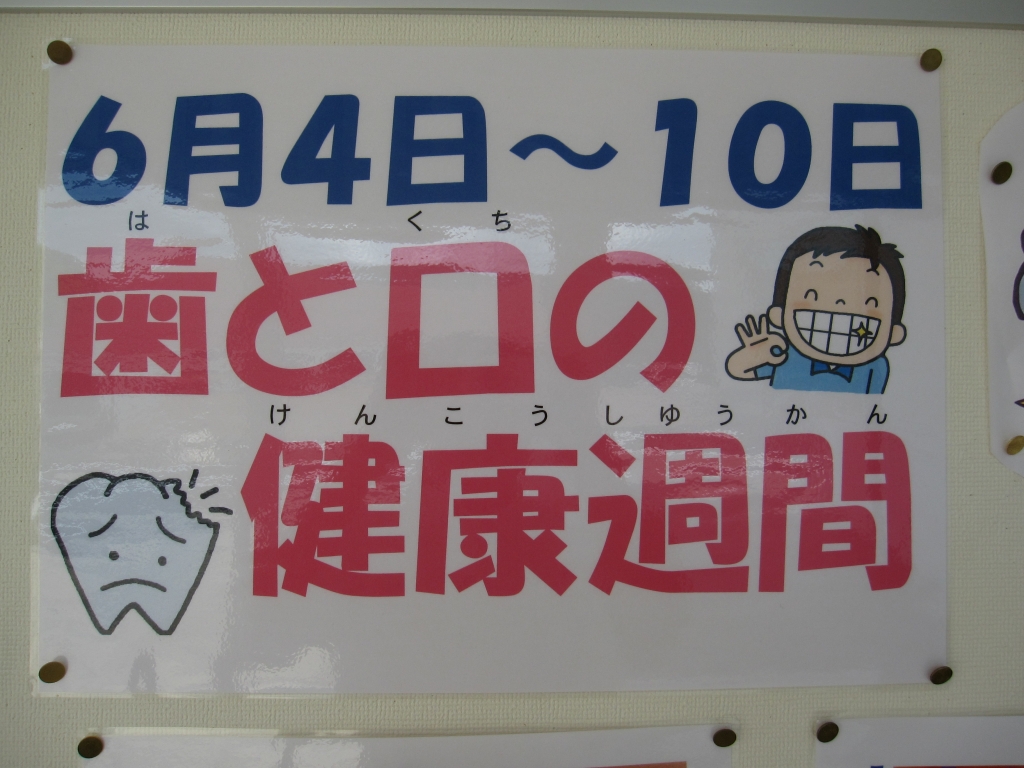 6月4日～10日
は くち
歯と口の
けんこうしゆうかん
健康週間